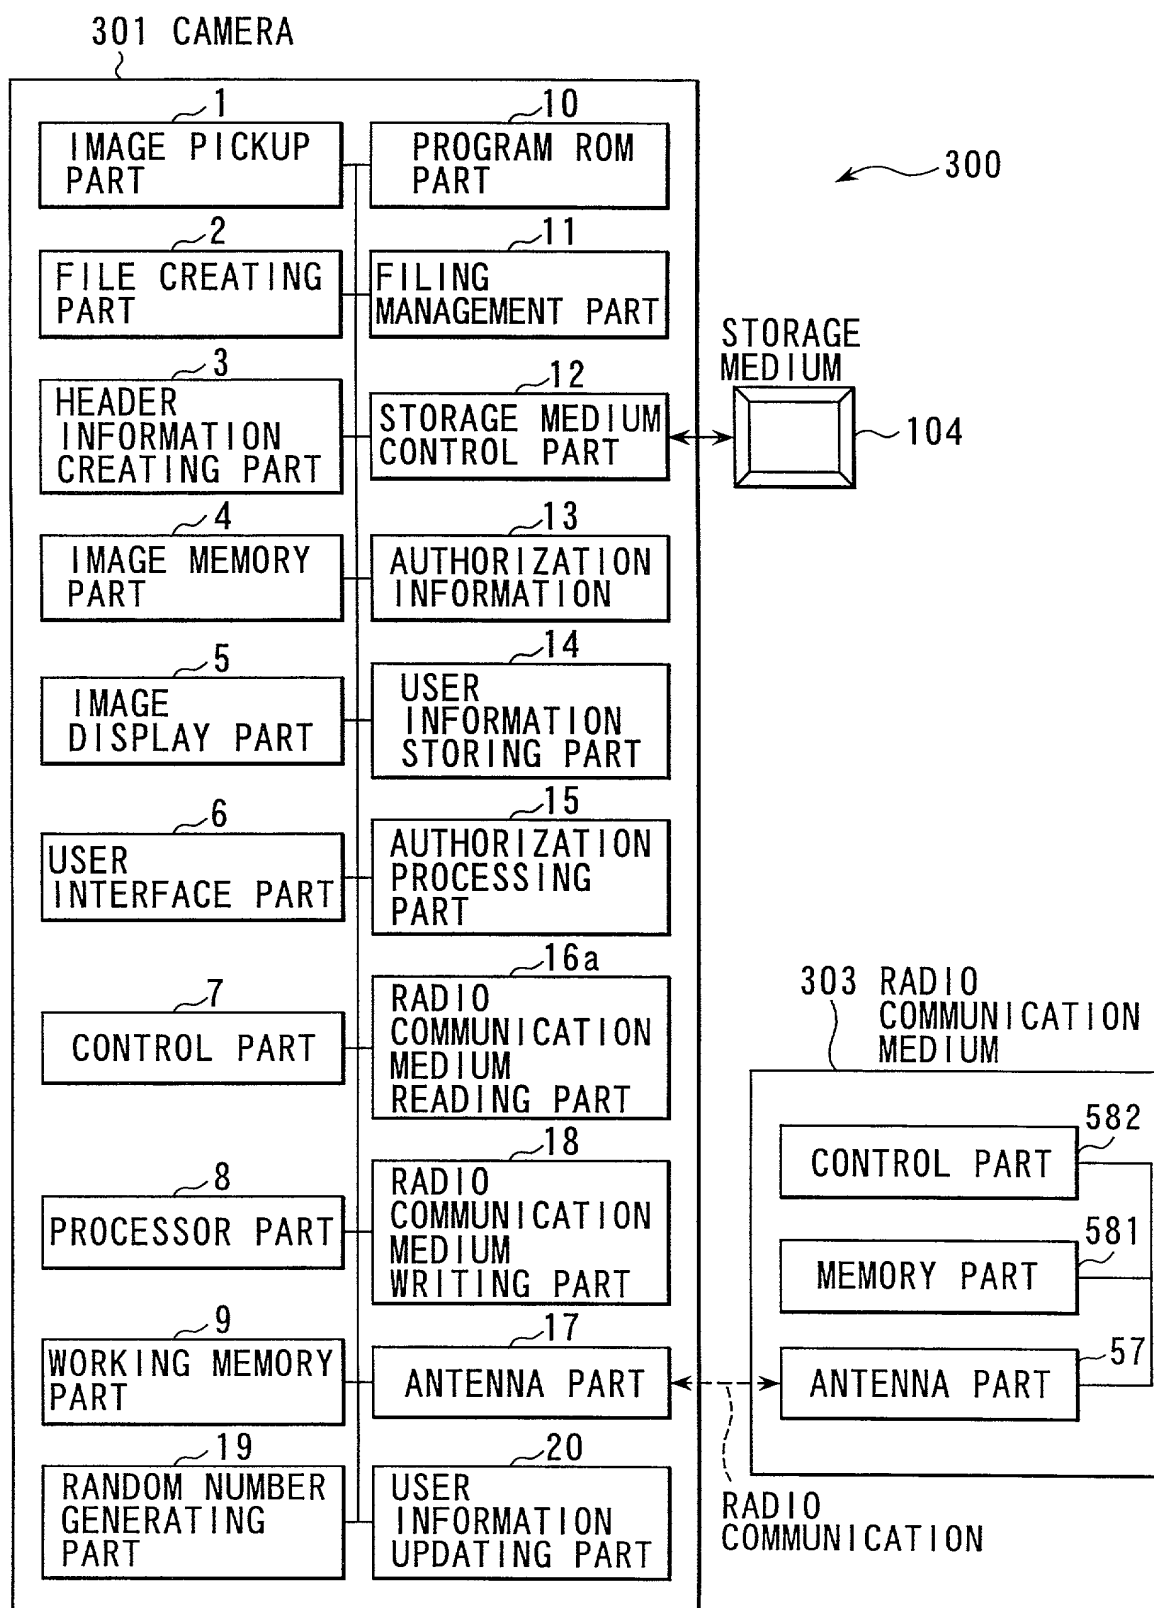 301 CAMERA
1
IMAGE PICKUP
PART
10
PROGRAM ROM
PART
300
2
FILE CREATING
PART
11
FILING
MANAGEMENT PART
3
HEADER
INFORMATION
CREATING PART
12
STORAGE MEDIUM
CONTROL PART
STORAGE
MEDIUM
104
4
IMAGE MEMORY
PART
13
AUTHORIZATION
INFORMATION
5
IMAGE
DISPLAY PART
14
USER
INFORMATION
STORING PART
6
USER
INTERFACE PART
15
AUTHORIZATION
PROCESSING
PART
7
CONTROL PART
16a
RADIO
COMMUNICATION
MEDIUM
READING PART
303 RADIO
COMMUNICATION
MEDIUM
582
CONTROL PART
8
PROCESSOR PART
18
RADIO
COMMUNICATION
MEDIUM
WRITING PART
581
MEMORY PART
9
WORKING MEMORY
PART
17
ANTENNA PART
57
ANTENNA PART
19
RANDOM NUMBER
GENERATING
PART
20
USER
INFORMATION
UPDATING PART
RADIO
COMMUNICATION